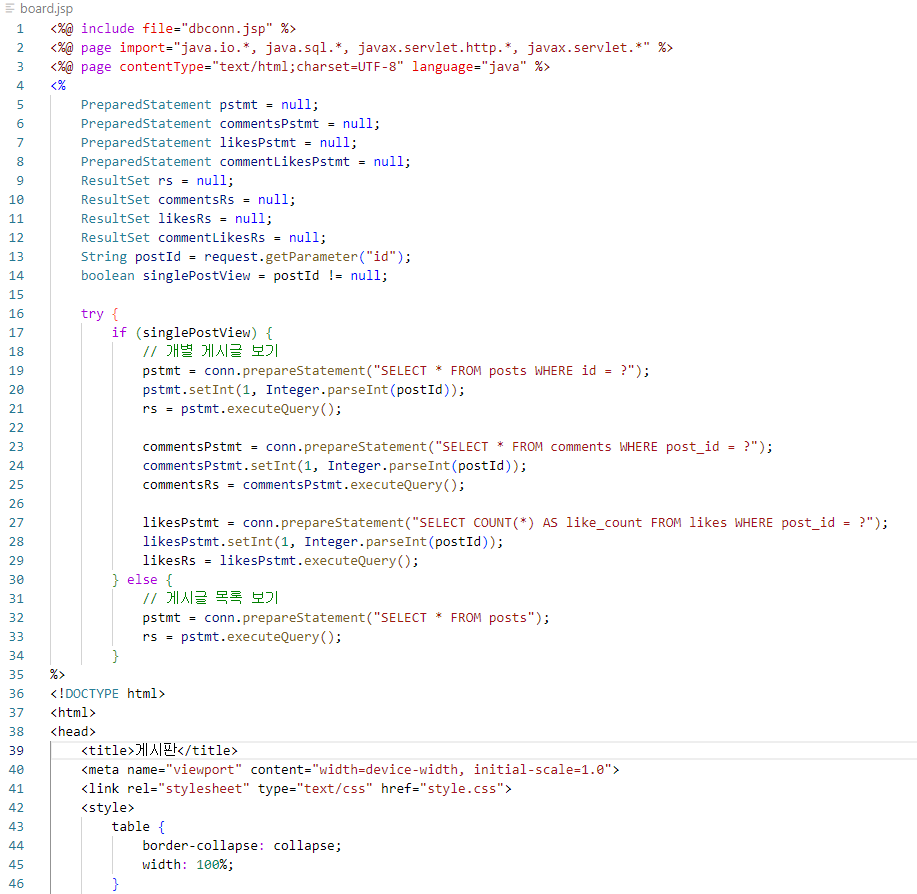 board.jsp
1 <%@ include file="dbconn.jsp" %>
2 <%@ page import="java.io.*, java.sql.*, javax.servlet.http.*, javax.servlet.*" %>
3 <%@ page contentType="text/html;charset=UTF-8" language="java" %>
4 <%
5     PreparedStatement pstmt = null;
6     PreparedStatement commentsPstmt = null;
7     PreparedStatement likesPstmt = null;
8     PreparedStatement commentLikesPstmt = null;
9     ResultSet rs = null;
10     ResultSet commentsRs = null;
11     ResultSet likesRs = null;
12     ResultSet commentLikesRs = null;
13     String postId = request.getParameter("id");
14     boolean singlePostView = postId != null;
15
16     try {
17         if (singlePostView) {
18             // 개별 게시글 보기
19             pstmt = conn.prepareStatement("SELECT * FROM posts WHERE id = ?");
20             pstmt.setInt(1, Integer.parseInt(postId));
21             rs = pstmt.executeQuery();
22
23             commentsPstmt = conn.prepareStatement("SELECT * FROM comments WHERE post_id = ?");
24             commentsPstmt.setInt(1, Integer.parseInt(postId));
25             commentsRs = commentsPstmt.executeQuery();
26
27             likesPstmt = conn.prepareStatement("SELECT COUNT(*) AS like_count FROM likes WHERE post_id = ?");
28             likesPstmt.setInt(1, Integer.parseInt(postId));
29             likesRs = likesPstmt.executeQuery();
30         } else {
31             // 게시글 목록 보기
32             pstmt = conn.prepareStatement("SELECT * FROM posts");
33             rs = pstmt.executeQuery();
34         }
35 %>
36 <!DOCTYPE html>
37 <html>
38 <head>
39     <title>게시판</title>
40     <meta name="viewport" content="width=device-width, initial-scale=1.0">
41     <link rel="stylesheet" type="text/css" href="style.css">
42     <style>
43         table {
44             border-collapse: collapse;
45             width: 100%;
46         }